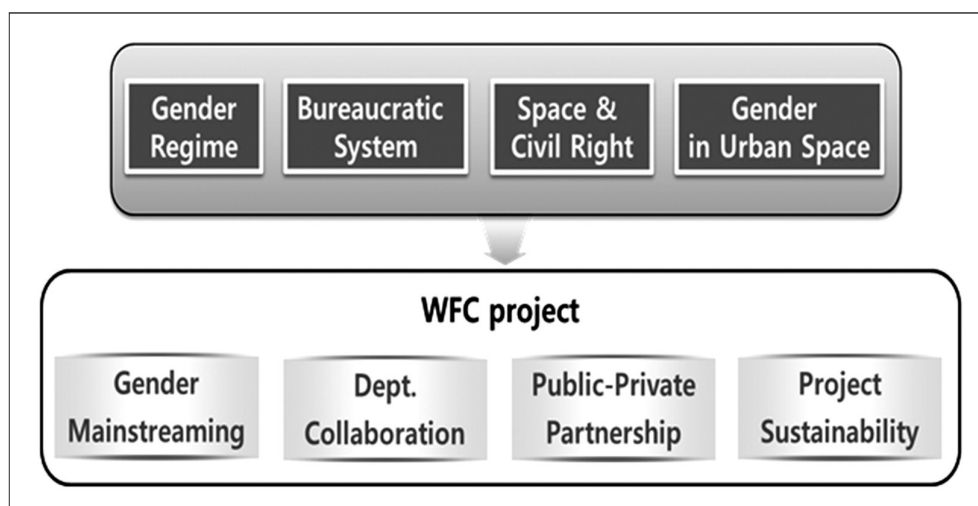 Gender
Regime
Bureaucratic
System
Space &
Civil Right
Gender
in Urban Space
WFC project
Gender
Mainstreaming
Dept.
Collaboration
Public-Private
Partnership
Project
Sustainability